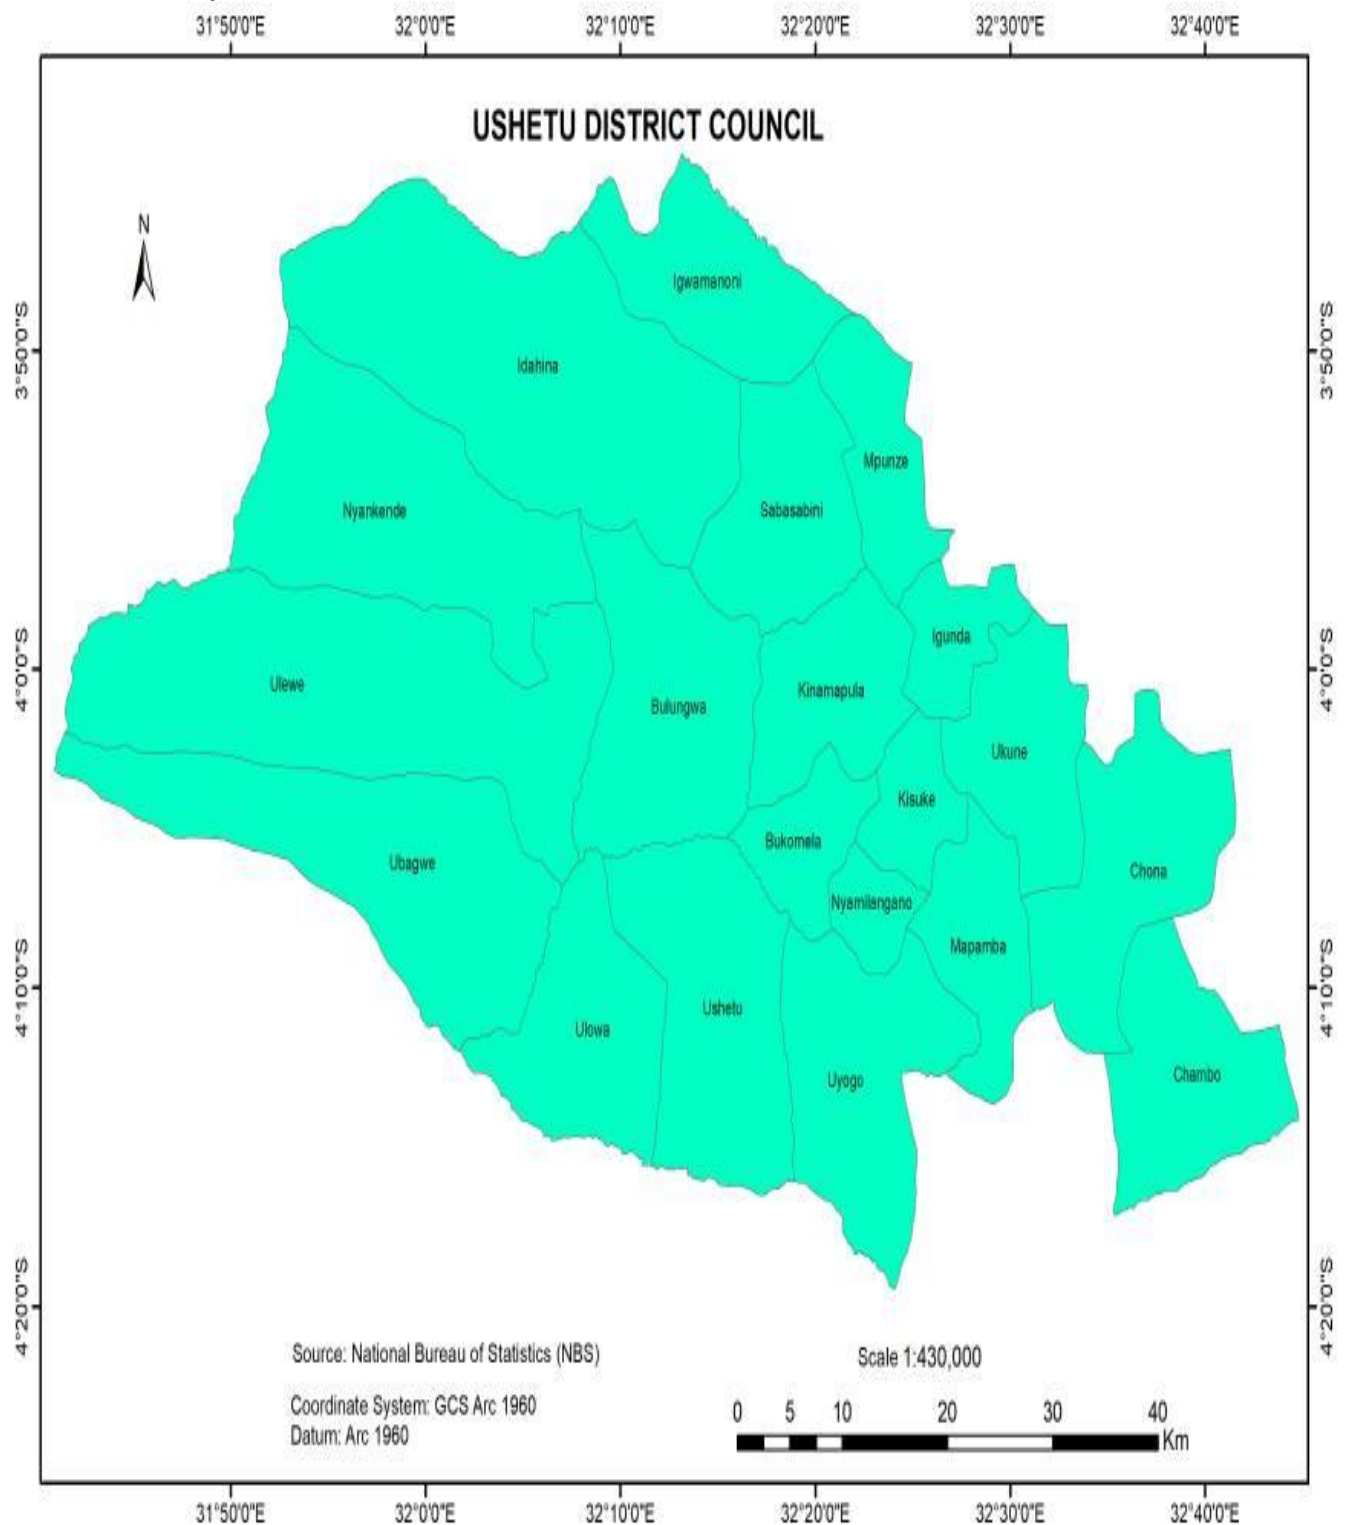 31°50'0"E 32°0'0"E 32°10'0"E 32°20'0"E 32°30'0"E 32°40'0"E
USHETU DISTRICT COUNCIL
N
Igwamanoni
3°50'0"S 3°50'0"S
Idahina
Mpunze
Nyankende
Sabasabini
Igunda
4°0'0"S 4°0'0"S
Ulewe
Kinamapula
Bulungwa
Ukune
Kisuke
Bukomela
Ubagwe
Chona
Nyamilangano
Mapamba
4°10'0"S 4°10'0"S
Ushetu
Ulowa
Chambo
Uyogo
4°20'0"S 4°20'0"S
Source: National Bureau of Statistics (NBS)
Scale 1:430,000
Coordinate System: GCS Arc 1960
Datum: Arc 1960
0 5 10 20 30 40
Km
31°50'0"E 32°0'0"E 32°10'0"E 32°20'0"E 32°30'0"E 32°40'0"E